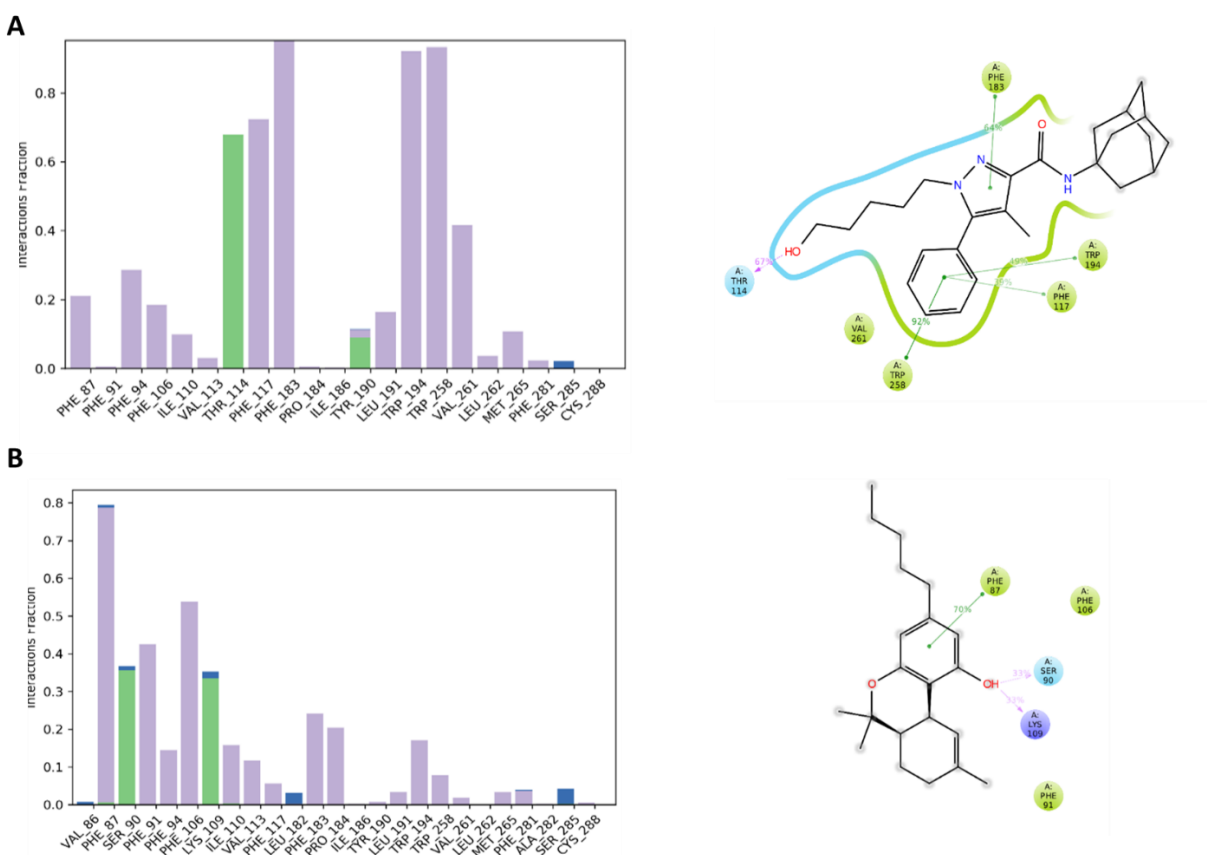 A
0.8
0.6
0.4
0.2
0.0
Interactions Fraction
PHE_87
PHE_91
PHE_94
PHE_106
ILE_110
VAL_113
THR_114
PHE_117
PHE_183
PRO_184
ILE_186
TYR_190
LEU_191
TRP_194
TRP_258
VAL_261
LEU_262
MET_265
PHE_281
SER_285
CYS_288
A:
PHE
183
64%
O
N
N
N
H
HO
67%
A:
THR
114
49%
A:
TRP
194
A:
PHE
117
A:
VAL
261
92%
A:
TRP
258
B
0.8
0.7
0.6
0.5
0.4
0.3
0.2
0.1
0.0
Interactions Fraction
VAL_86
PHE_87
SER_90
PHE_91
PHE_94
PHE_106
LYS_109
ILE_110
VAL_113
PHE_117
LEU_182
PHE_183
PRO_184
ILE_186
TYR_190
LEU_191
TRP_194
TRP_258
VAL_261
LEU_262
MET_265
PHE_281
ALA_282
SER_285
CYS_288
A:
PHE
87
70%
A:
PHE
106
33%
A:
SER
90
OH
O
33%
A:
LYS
109
A:
PHE
91